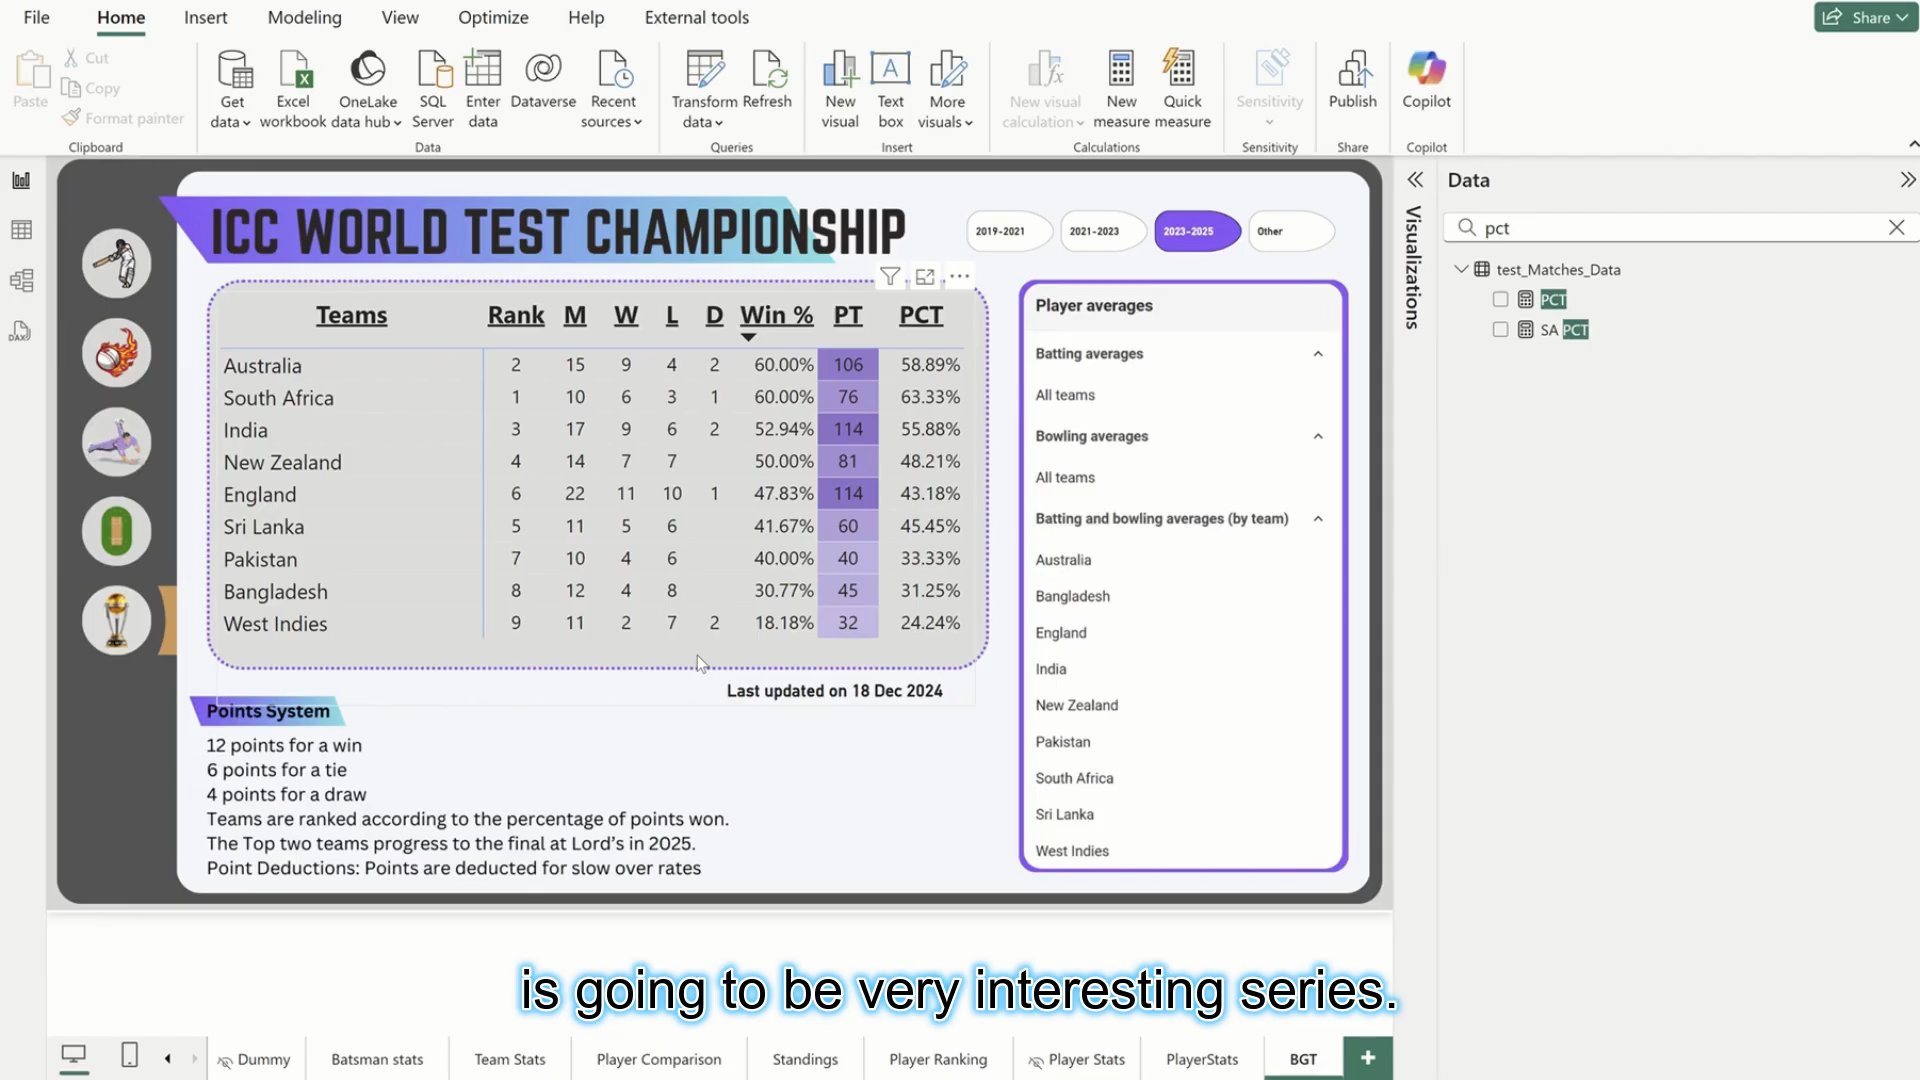 File Home Insert Modeling View Optimize Help External tools Share
Paste
Cut
Copy
Format painter
Clipboard
Get data
Excel workbook
OneLake data hub
SQL Server
Enter data
Dataverse
Recent sources
Data
Transform data
Refresh
Queries
New visual
Text box
More visuals
Insert
New visual calculation
New measure
Quick measure
Calculations
Sensitivity
Sensitivity
Publish
Share
Copilot
Copilot
ICC WORLD TEST CHAMPIONSHIP
2019-2021 2021-2023 2023-2025 Other
Teams Rank M W L D Win % PT PCT
Australia 2 15 9 4 2 60.00% 106 58.89%
South Africa 1 10 6 3 1 60.00% 76 63.33%
India 3 17 9 6 2 52.94% 114 55.88%
New Zealand 4 14 7 7 50.00% 81 48.21%
England 6 22 11 10 1 47.83% 114 43.18%
Sri Lanka 5 11 5 6 41.67% 60 45.45%
Pakistan 7 10 4 6 40.00% 40 33.33%
Bangladesh 8 12 4 8 30.77% 45 31.25%
West Indies 9 11 2 7 2 18.18% 32 24.24%
Last updated on 18 Dec 2024
Points System
12 points for a win
6 points for a tie
4 points for a draw
Teams are ranked according to the percentage of points won.
The Top two teams progress to the final at Lord's in 2025.
Point Deductions: Points are deducted for slow over rates
Player averages
Batting averages
All teams
Bowling averages
All teams
Batting and bowling averages (by team)
Australia
Bangladesh
England
India
New Zealand
Pakistan
South Africa
Sri Lanka
West Indies
Visualizations
Data
pct
test_Matches_Data
PCT
SA PCT
DAX
is going to be very interesting series.
Dummy Batsman stats Team Stats Player Comparison Standings Player Ranking Player Stats PlayerStats BGT +